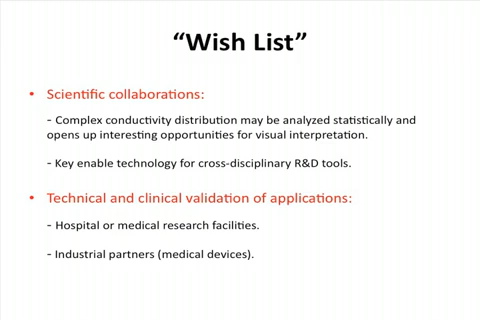 “Wish List”
• Scientific collaborations:
- Complex conductivity distribution may be analyzed statistically and
opens up interesting opportunities for visual interpretation.
- Key enable technology for cross-disciplinary R&D tools.
• Technical and clinical validation of applications:
- Hospital or medical research facilities.
- Industrial partners (medical devices).